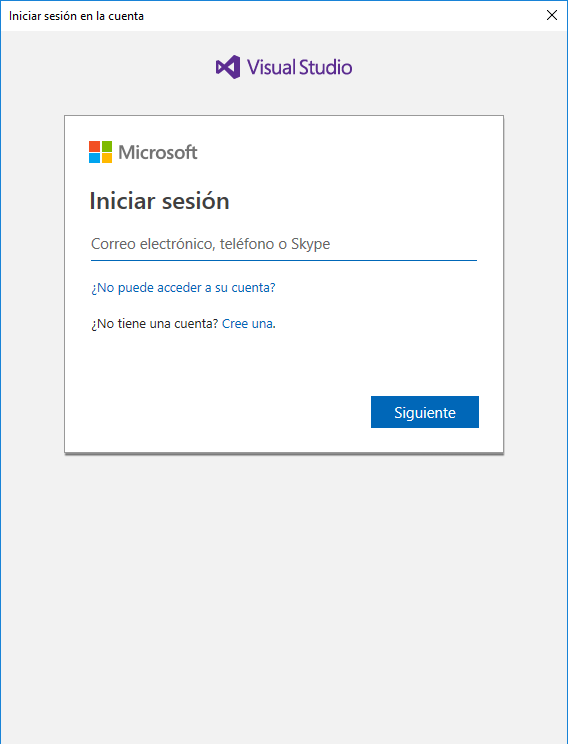 Iniciar sesión en la cuenta
Visual Studio
Microsoft
Iniciar sesión
Correo electrónico, teléfono o Skype
¿No puede acceder a su cuenta?
¿No tiene una cuenta? Cree una.
Siguiente